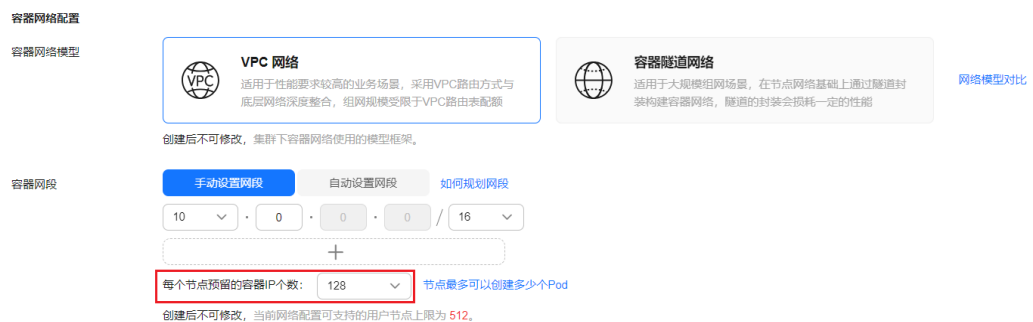 容器网络配置
容器网络模型
VPC
VPC 网络
适用于性能要求较高的业务场景，采用VPC路由方式与
底层网络深度整合，组网规模受限于VPC路由表配额
容器隧道网络
适用于大规模组网场景，在节点网络基础上通过隧道封
装构建容器网络，隧道的封装会损耗一定的性能
网络模型对比
创建后不可修改，集群下容器网络使用的模型框架。
容器网段
手动设置网段 自动设置网段 如何规划网段
10 · 0 · 0 · 0 / 16
每个节点预留的容器IP个数： 128 节点最多可以创建多少个Pod
创建后不可修改，当前网络配置可支持的用户节点上限为 512。